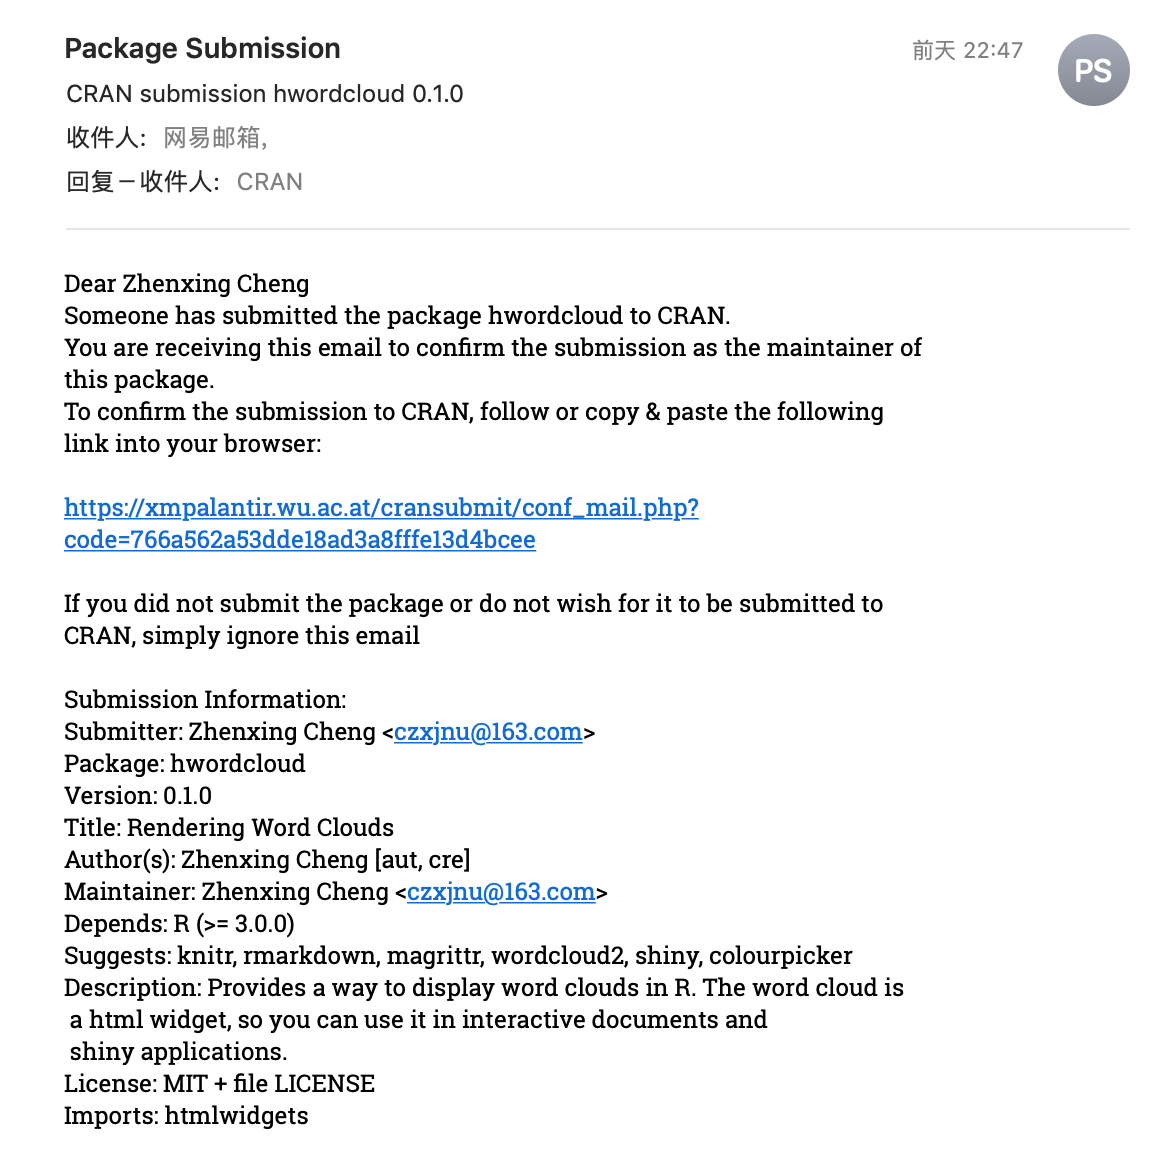 Package Submission
前天 22:47
PS
CRAN submission hwordcloud 0.1.0
收件人: 网易邮箱,
回复－收件人: CRAN
Dear Zhenxing Cheng
Someone has submitted the package hwordcloud to CRAN.
You are receiving this email to confirm the submission as the maintainer of
this package.
To confirm the submission to CRAN, follow or copy & paste the following
link into your browser:
https://xmpalantir.wu.ac.at/cransubmit/conf_mail.php?
code=766a562a53dde18ad3a8fffe13d4bcee
If you did not submit the package or do not wish for it to be submitted to
CRAN, simply ignore this email
Submission Information:
Submitter: Zhenxing Cheng <czxjnu@163.com>
Package: hwordcloud
Version: 0.1.0
Title: Rendering Word Clouds
Author(s): Zhenxing Cheng [aut, cre]
Maintainer: Zhenxing Cheng <czxjnu@163.com>
Depends: R (>= 3.0.0)
Suggests: knitr, rmarkdown, magrittr, wordcloud2, shiny, colourpicker
Description: Provides a way to display word clouds in R. The word cloud is
a html widget, so you can use it in interactive documents and
shiny applications.
License: MIT + file LICENSE
Imports: htmlwidgets